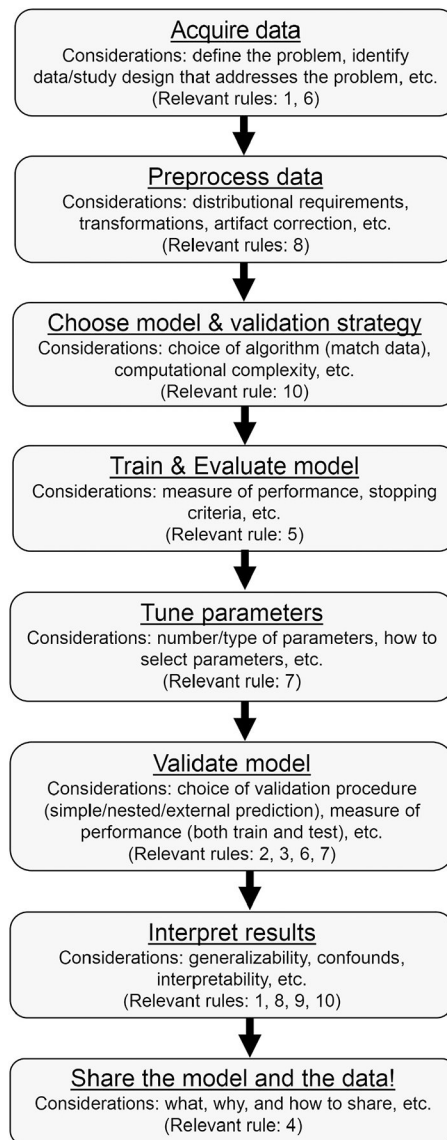 Acquire data
Considerations: define the problem, identify
data/study design that addresses the problem, etc.
(Relevant rules: 1, 6)
Preprocess data
Considerations: distributional requirements,
transformations, artifact correction, etc.
(Relevant rules: 8)
Choose model & validation strategy
Considerations: choice of algorithm (match data),
computational complexity, etc.
(Relevant rule: 10)
Train & Evaluate model
Considerations: measure of performance, stopping
criteria, etc.
(Relevant rule: 5)
Tune parameters
Considerations: number/type of parameters, how to
select parameters, etc.
(Relevant rule: 7)
Validate model
Considerations: choice of validation procedure
(simple/nested/external prediction), measure of
performance (both train and test), etc.
(Relevant rules: 2, 3, 6, 7)
Interpret results
Considerations: generalizability, confounds,
interpretability, etc.
(Relevant rules: 1, 8, 9, 10)
Share the model and the data!
Considerations: what, why, and how to share, etc.
(Relevant rule: 4)